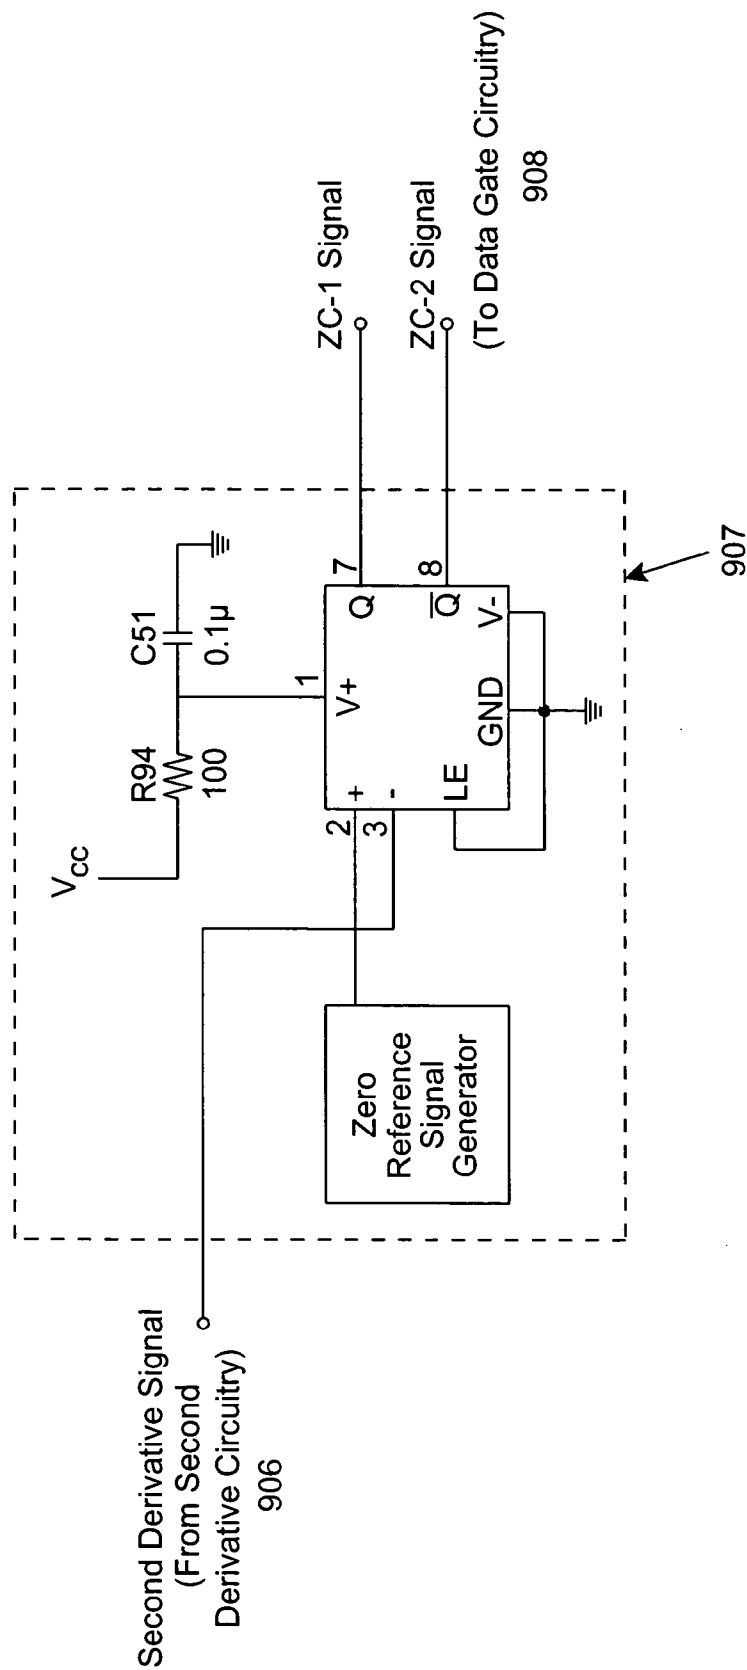 Second Derivative Signal
(From Second
Derivative Circuitry)
906
VCC
R94
100
C51
0.1µ
1
V+
2
+
3
-
LE
GND
V-
Q
7
Q̅
8
Zero
Reference
Signal
Generator
ZC-1 Signal
ZC-2 Signal
(To Data Gate Circuitry)
908
907